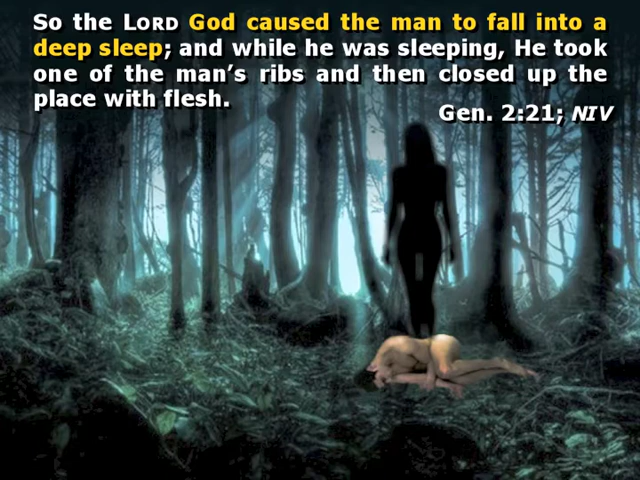 So the LORD God caused the man to fall into a
deep sleep; and while he was sleeping, He took
one of the man’s ribs and then closed up the
place with flesh.
Gen. 2:21; NIV